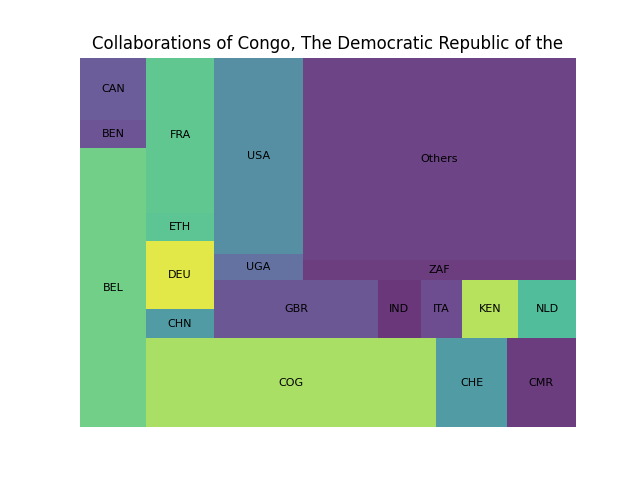 Collaborations of Congo, The Democratic Republic of the
CAN
FRA
USA
Others
BEN
ETH
UGA
ZAF
DEU
BEL
GBR
IND
ITA
KEN
NLD
CHN
COG
CHE
CMR